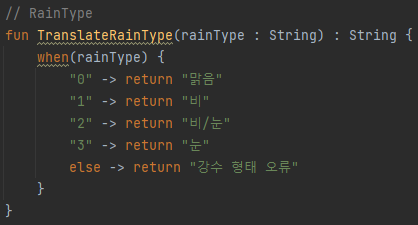 // RainType
fun TranslateRainType(rainType : String) : String {
    when(rainType) {
        "0" -> return "맑음"
        "1" -> return "비"
        "2" -> return "비/눈"
        "3" -> return "눈"
        else -> return "강수 형태 오류"
    }
}